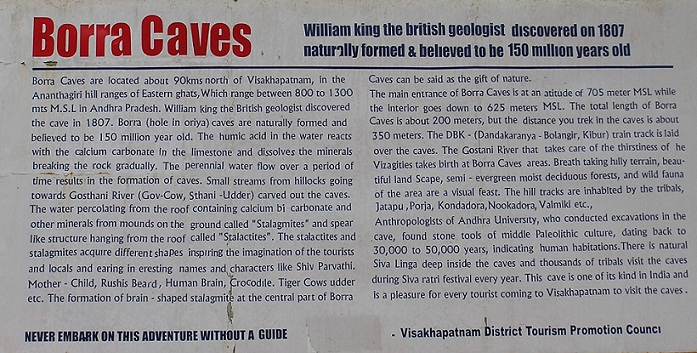 Borra Caves
William king the british geologist discovered on 1807
naturally formed & believed to be 150 million years old
Borra Caves are located about 90kms north of Visakhapatnam, in the
Ananthagiri hill ranges of Eastern ghats, Which range between 800 to 1300
mts M.S.L in Andhra Pradesh. William king the British geologist discovered
the cave in 1807. Borra (hole in oriya) caves are naturally formed and
believed to be 150 million year old. The humic acid in the water reacts
with the calcium carbonate in the limestone and dissolves the minerals
breaking the rock gradually. The perennial water flow over a period of
time results in the formation of caves. Small streams from hillocks going
towards Gosthani River (Gov-Cow, Sthani -Udder) carved out the caves.
The water percolating from the roof containing calcium bi carbonate and
other minerals from mounds on the ground called "Stalagmites" and spear
like structure hanging from the roof called "Stalactites". The stalactites and
stalagmites acquire different shapes inspiring the imagination of the tourists
and locals and earing in eresting names and characters like Shiv Parvathi.
Mother - Child, Rushis Beard, Human Brain, Crocodile. Tiger Cows udder
etc. The formation of brain - shaped stalagmite at the central part of Borra
Caves can be said as the gift of nature.
The main entrance of Borra Caves is at an atitude of 705 meter MSL while
the interior goes down to 625 meters MSL. The total length of Borra
Caves is about 200 meters, but the distance you trek in the caves is about
350 meters. The DBK - (Dandakaranya - Bolangir, Kibur) train track is laid
over the caves. The Gostani River that takes care of the thirstiness of he
Vizagities takes birth at Borra Caves areas. Breath taking hilly terrain, beau-
tiful land Scape, semi - evergreen moist deciduous forests, and wild fauna
of the area are a visual feast. The hill tracks are inhabited by the tribals,
Jatapu, Porja, Kondadora, Nookadora, Valmiki etc.,
Anthropologists of Andhra University, who conducted excavations in the
cave, found stone tools of middle Paleolithic culture, dating back to
30,000 to 50,000 years, indicating human habitations.There is natural
Siva Linga deep inside the caves and thousands of tribals visit the caves
during Siva ratri festival every year. This cave is one of its kind in India and
is a pleasure for every tourist coming to Visakhapatnam to visit the caves .
NEVER EMBARK ON THIS ADVENTURE WITHOUT A GUIDE
- Visakhapatnam District Tourism Promotion Counci